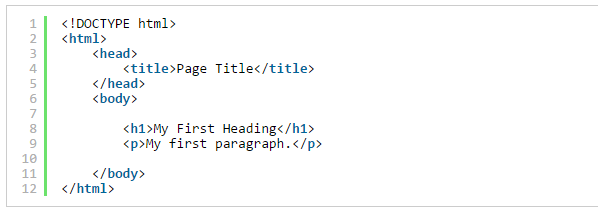 1 <!DOCTYPE html>
2 <html>
3     <head>
4         <title>Page Title</title>
5     </head>
6     <body>
7
8         <h1>My First Heading</h1>
9         <p>My first paragraph.</p>
10
11     </body>
12 </html>